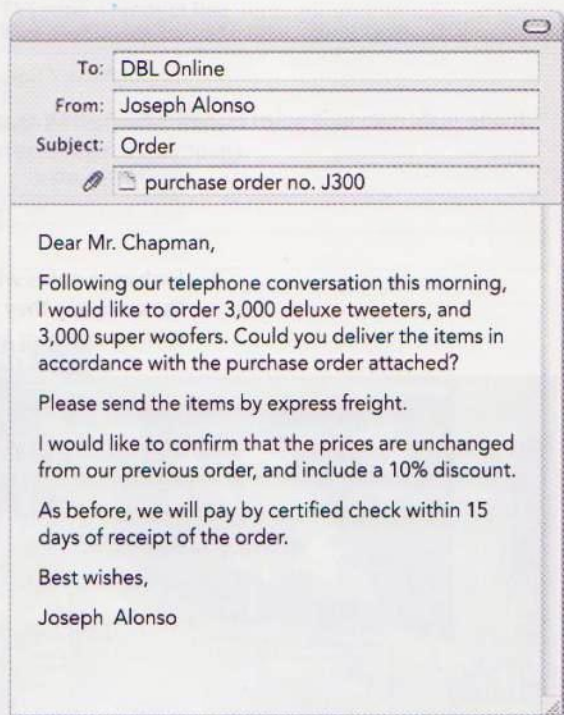 To: DBL Online
From: Joseph Alonso
Subject: Order
purchase order no. J300
Dear Mr. Chapman,
Following our telephone conversation this morning,
I would like to order 3,000 deluxe tweeters, and
3,000 super woofers. Could you deliver the items in
accordance with the purchase order attached?
Please send the items by express freight.
I would like to confirm that the prices are unchanged
from our previous order, and include a 10% discount.
As before, we will pay by certified check within 15
days of receipt of the order.
Best wishes,
Joseph Alonso